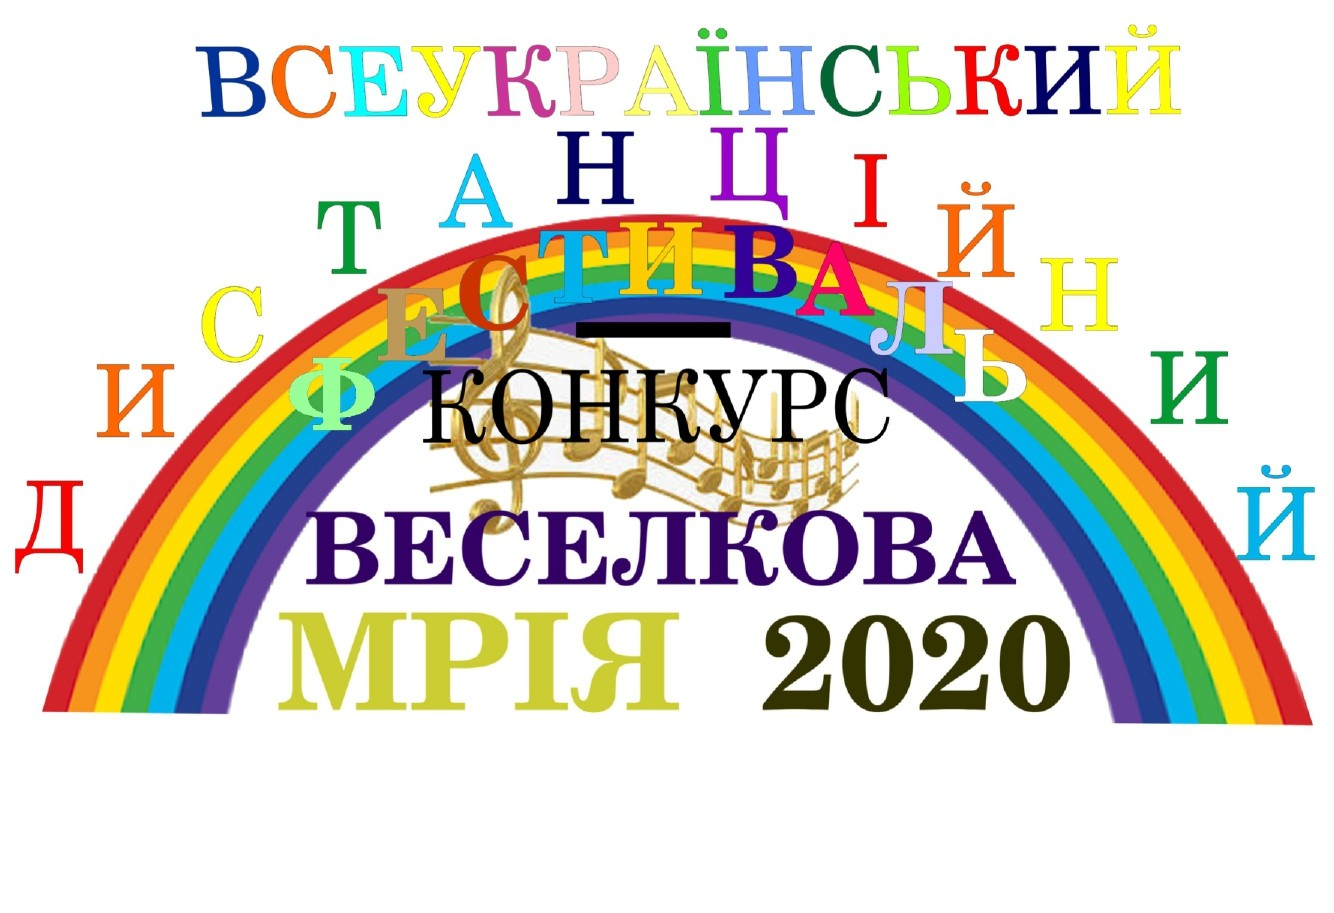 ВСЕУКРАЇНСЬКИЙ
ДИСТАНЦІЙНИЙ
ФЕСТИВАЛЬ
—
КОНКУРС
ВЕСЕЛКОВА
МРІЯ 2020